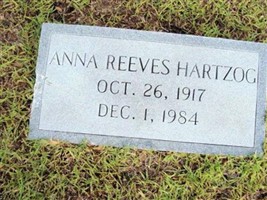 ANNA REEVES HARTZOG
OCT. 26, 1917
DEC. 1, 1984